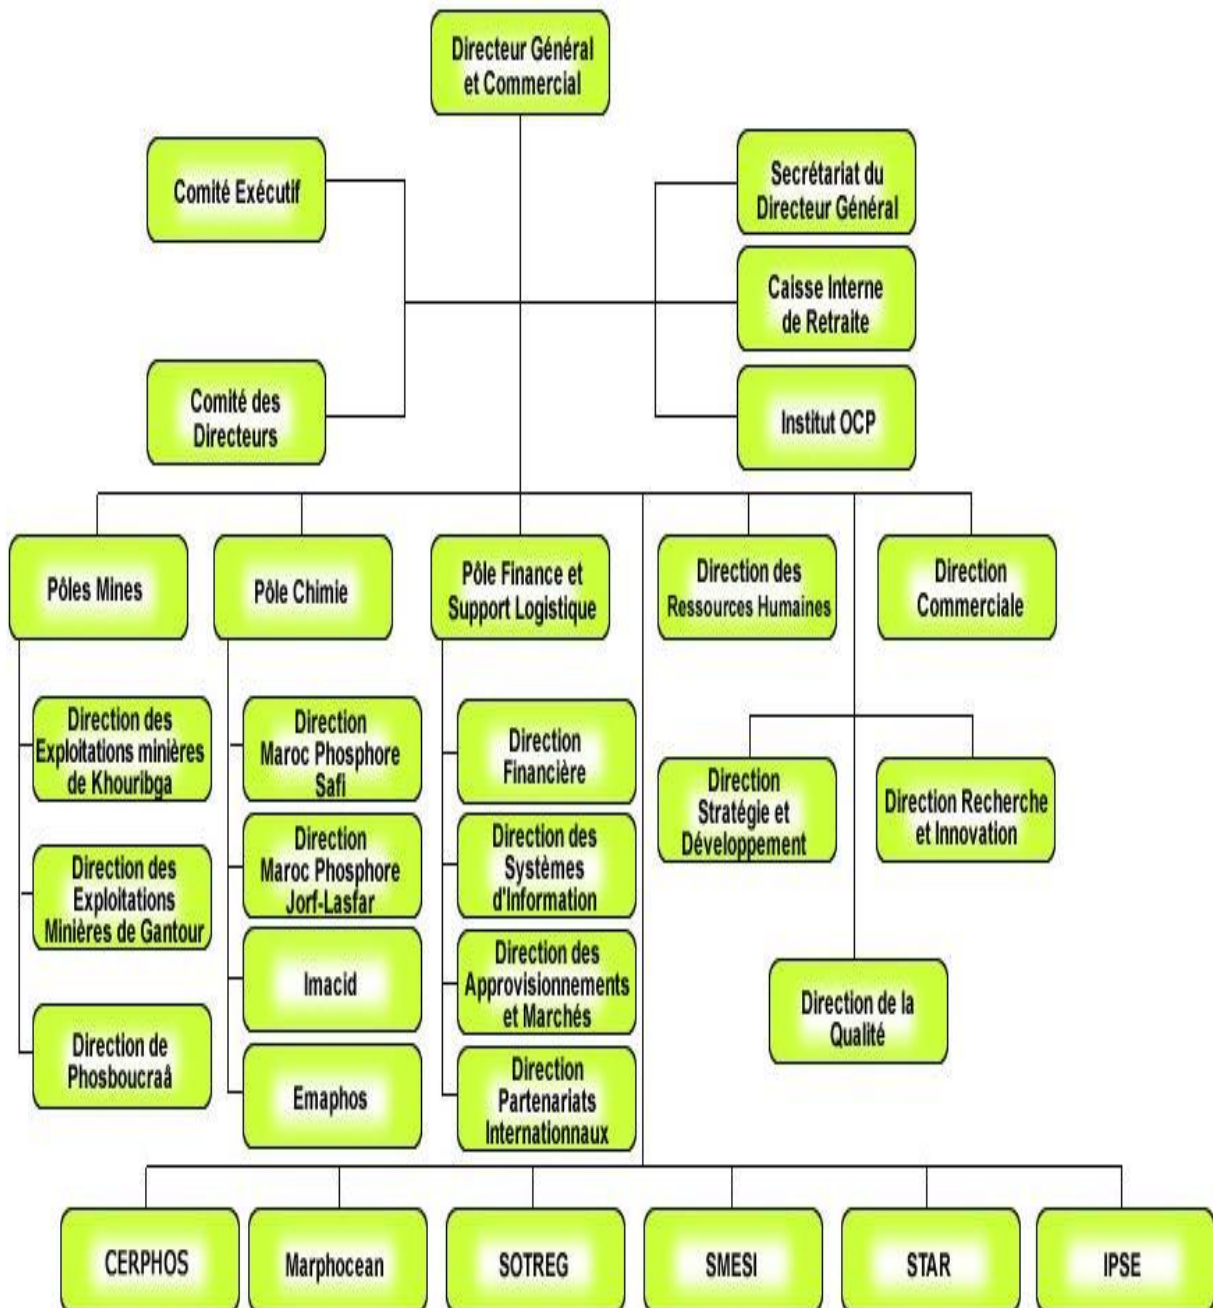 Directeur Général
et Commercial
Comité Exécutif
Secrétariat du
Directeur Général
Caisse Interne
de Retraite
Comité des
Directeurs
Institut OCP
Pôles Mines
Pôle Chimie
Pôle Finance et
Support Logistique
Direction des
Ressources Humaines
Direction
Commerciale
Direction des
Exploitations minières
de Khouribga
Direction des
Exploitations
Minières de Gantour
Direction de
Phosboucraâ
Direction
Maroc Phosphore
Safi
Direction
Maroc Phosphore
Jorf-Lasfar
Imacid
Emaphos
Direction
Financière
Direction des
Systèmes
d'Information
Direction des
Approvisionnements
et Marchés
Direction
Partenariats
Internationnaux
Direction
Stratégie et
Développement
Direction Recherche
et Innovation
Direction de la
Qualité
CERPHOS
Marphocean
SOTREG
SMESI
STAR
IPSE